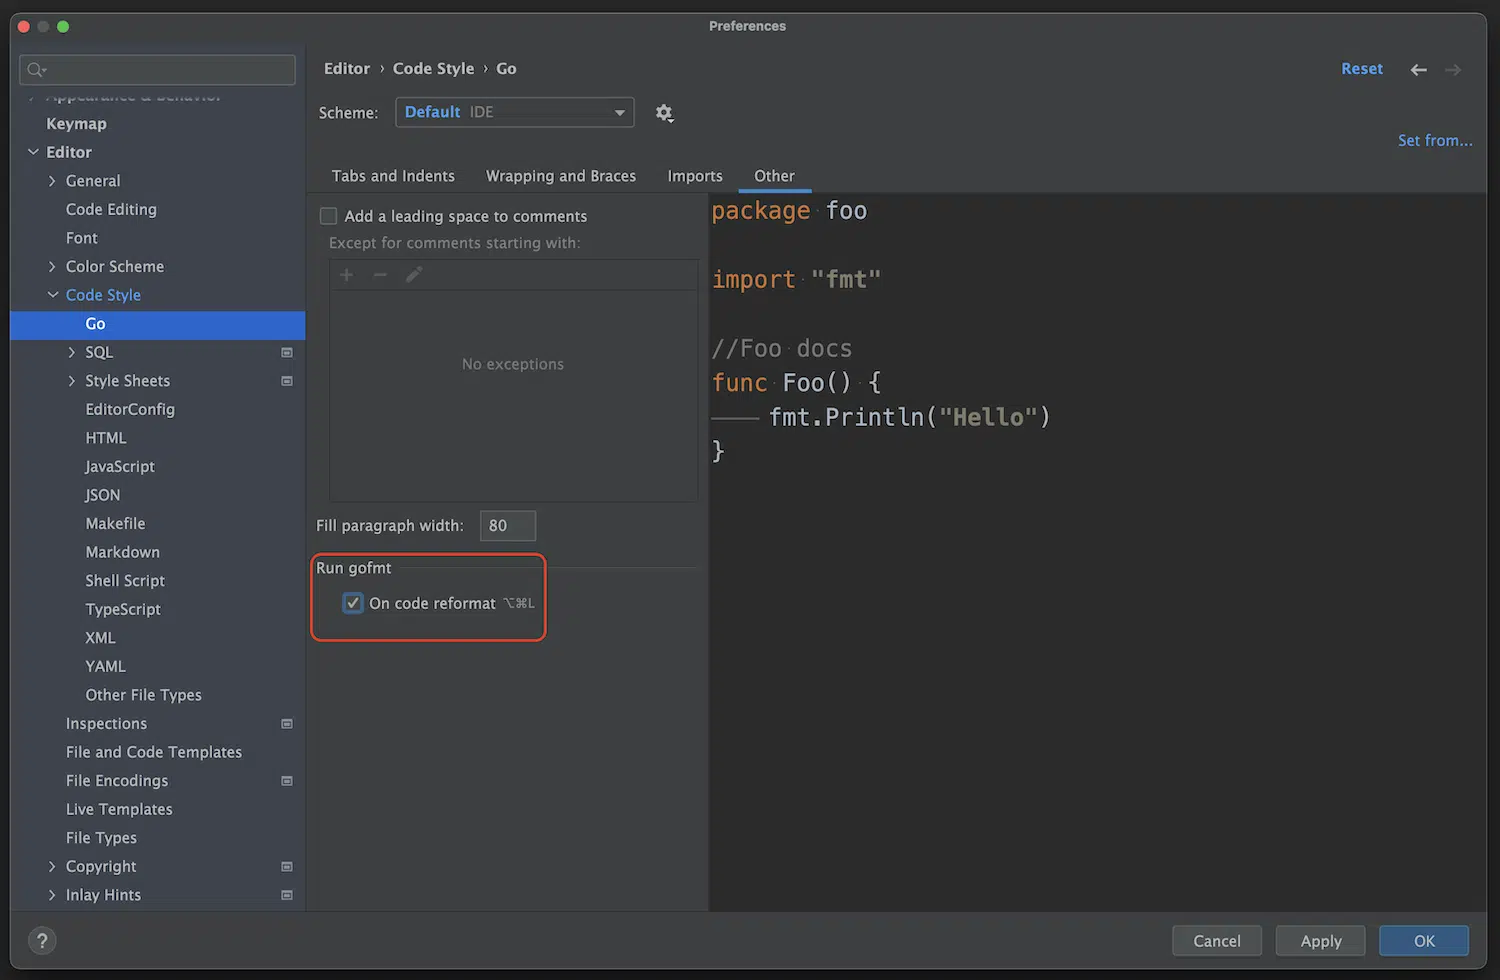 Preferences
Appearance & Behavior
Keymap
Editor
General
Code Editing
Font
Color Scheme
Code Style
Go
SQL
Style Sheets
EditorConfig
HTML
JavaScript
JSON
Makefile
Markdown
Shell Script
TypeScript
XML
YAML
Other File Types
Inspections
File and Code Templates
File Encodings
Live Templates
File Types
Copyright
Inlay Hints
Editor › Code Style › Go
Reset
Scheme: Default IDE
Set from...
Tabs and Indents Wrapping and Braces Imports Other
Add a leading space to comments
Except for comments starting with:
No exceptions
Fill paragraph width: 80
Run gofmt
On code reformat ⌥⌘L
package foo
import "fmt"
//Foo docs
func Foo() {
fmt.Println("Hello")
}
?
Cancel Apply OK